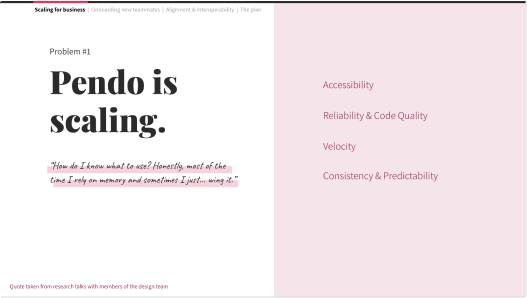 Scaling for business | Onboarding new teammates | Alignment & Interoperability | The plan
Problem #1
Pendo is
scaling.
"How do I know what to use? Honestly, most of the
time I rely on memory and sometimes I just... wing it."
Accessibility
Reliability & Code Quality
Velocity
Consistency & Predictability
Quote taken from research talks with members of the design team